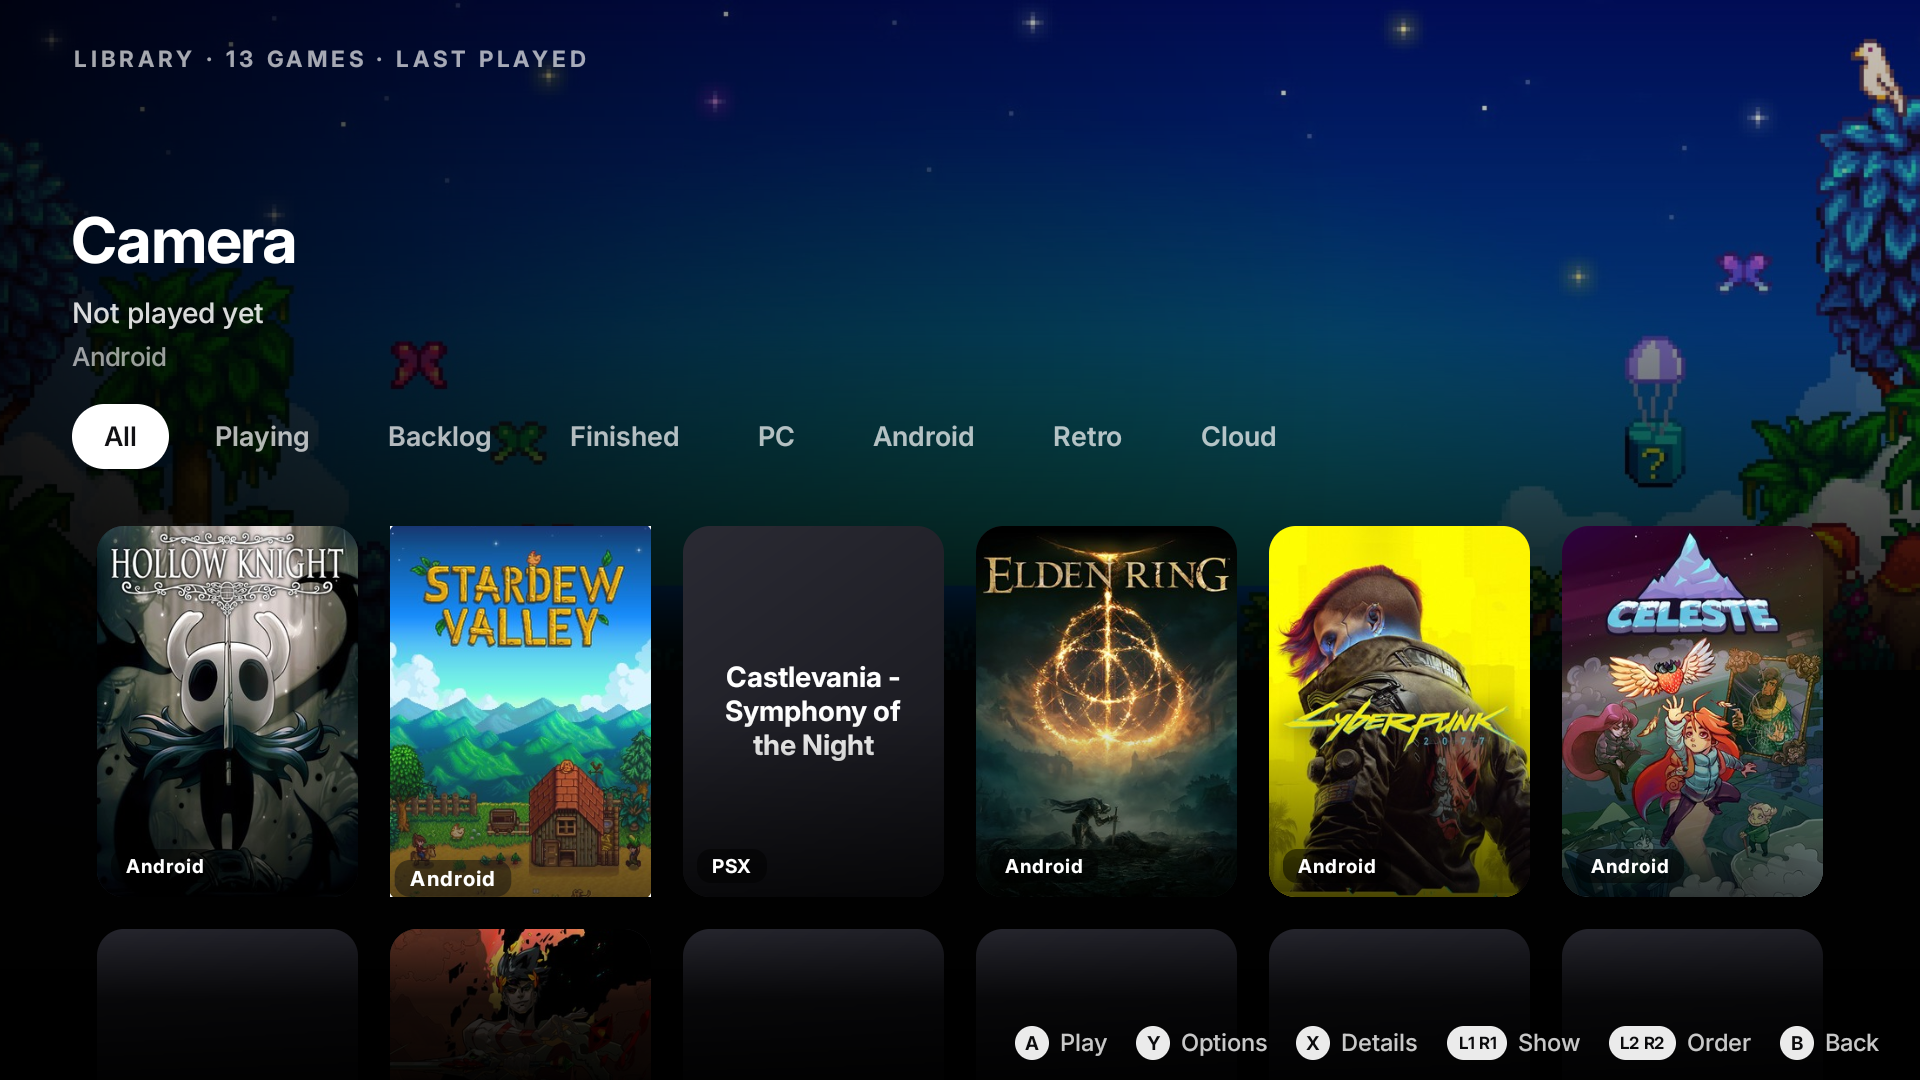 LIBRARY · 13 GAMES · LAST PLAYED
Camera
Not played yet
Android
All
Playing
Backlog
Finished
PC
Android
Retro
Cloud
HOLLOW KNIGHT
Android
STARDEW
VALLEY
Android
Castlevania -
Symphony of
the Night
PSX
ELDEN RING
Android
Cyberpunk
2077
Android
CELESTE
Android
?
A Play
Y Options
X Details
L1 R1 Show
L2 R2 Order
B Back